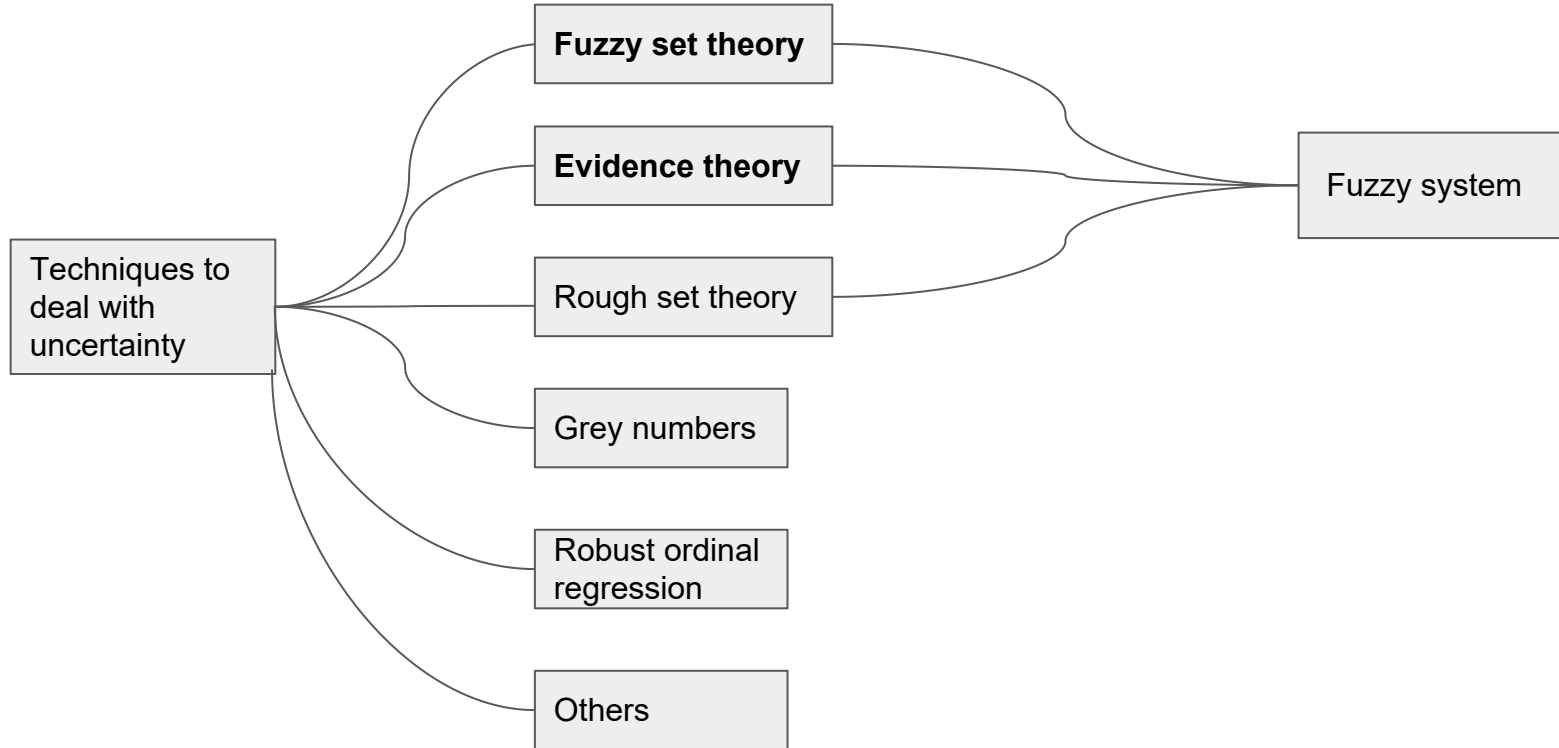 Fuzzy set theory
Evidence theory
Fuzzy system
Techniques to
deal with
uncertainty
Rough set theory
Grey numbers
Robust ordinal
regression
Others